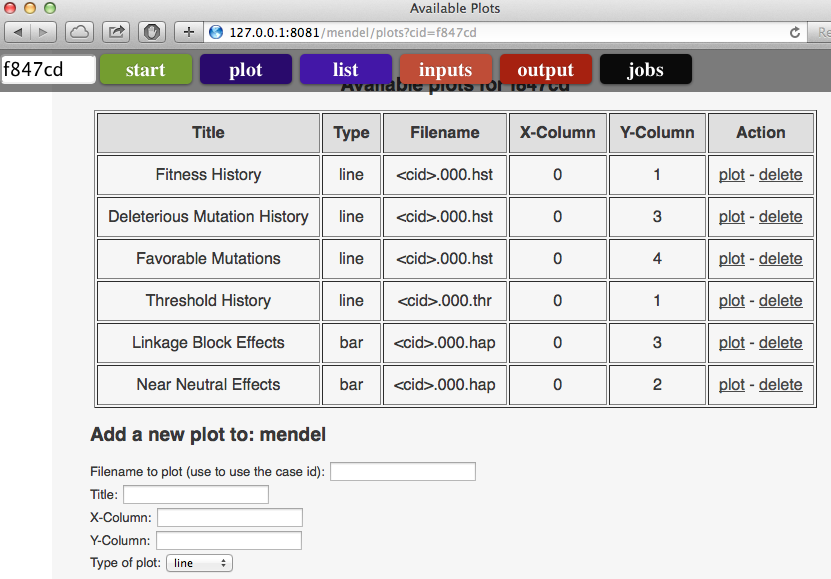 Available Plots
127.0.0.1:8081/mendel/plots?cid=f847cd
Re
f847cd start plot list inputs output jobs
Available plots for f847cd
Title Type Filename X-Column Y-Column Action
Fitness History line <cid>.000.hst 0 1 plot - delete
Deleterious Mutation History line <cid>.000.hst 0 3 plot - delete
Favorable Mutations line <cid>.000.hst 0 4 plot - delete
Threshold History line <cid>.000.thr 0 1 plot - delete
Linkage Block Effects bar <cid>.000.hap 0 3 plot - delete
Near Neutral Effects bar <cid>.000.hap 0 2 plot - delete
Add a new plot to: mendel
Filename to plot (use to use the case id):
Title:
X-Column:
Y-Column:
Type of plot: line